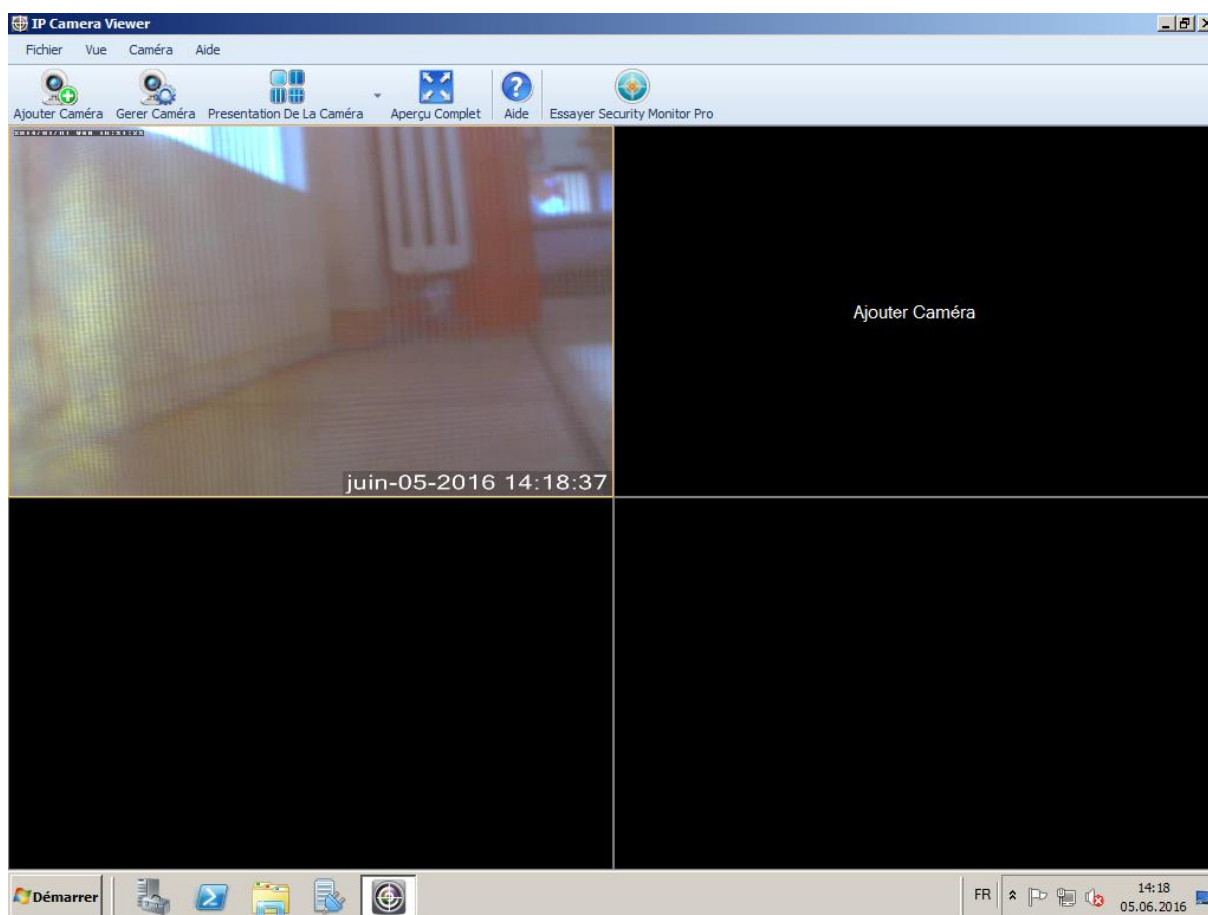 IP Camera Viewer
Fichier Vue Caméra Aide
Ajouter Caméra Gerer Caméra Presentation De La Caméra Aperçu Complet Aide Essayer Security Monitor Pro
Ajouter Caméra
juin-05-2016 14:18:37
Démarrer FR 14:18
05.06.2016